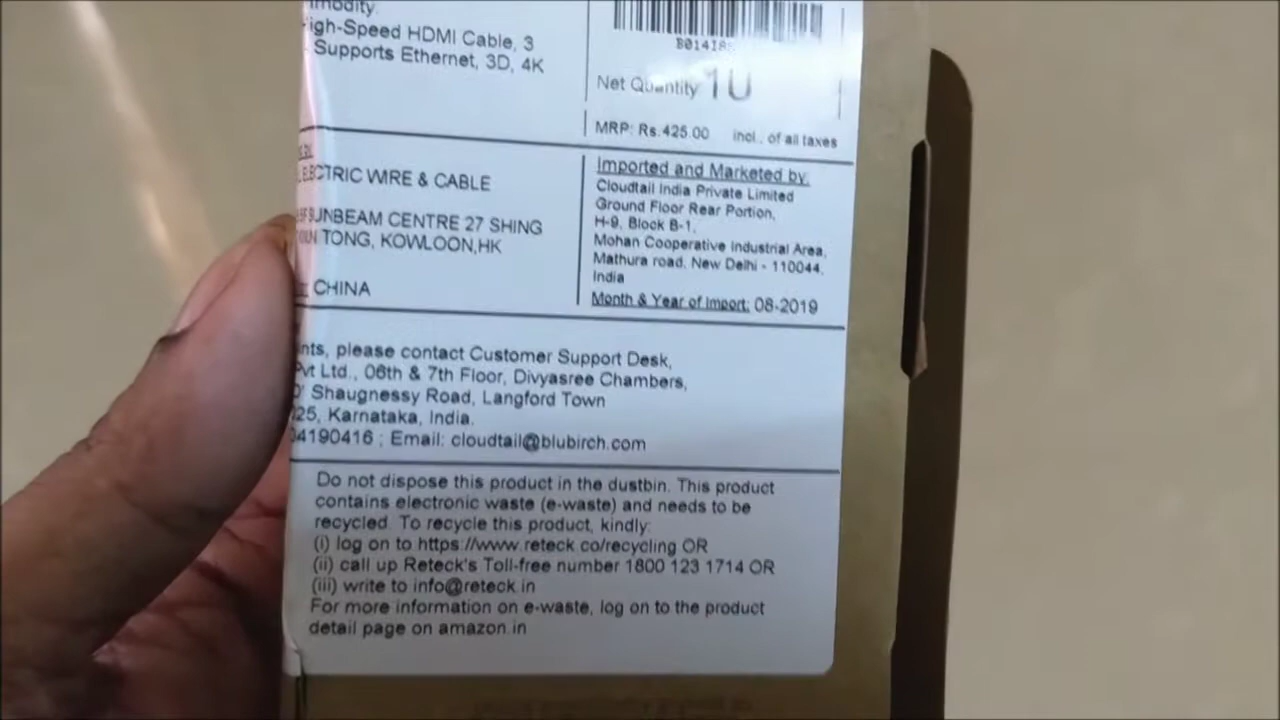 High-Speed HDMI Cable, 3
Supports Ethernet, 3D, 4K
Net Quantity 1U
MRP: Rs.425.00 incl., of all taxes
ELECTRIC WIRE & CABLE
SUNBEAM CENTRE 27 SHING
TONG, KOWLOON,HK
CHINA
Imported and Marketed by:
Cloudtail India Private Limited
Ground Floor Rear Portion,
H-9, Block B-1,
Mohan Cooperative Industrial Area,
Mathura road, New Delhi - 110044,
India
Month & Year of Import: 08-2019
please contact Customer Support Desk,
Pvt Ltd., 06th & 7th Floor, Divyasree Chambers,
O' Shaugnessy Road, Langford Town
25, Karnataka, India.
04190416 ; Email: cloudtail@blubirch.com
Do not dispose this product in the dustbin. This product
contains electronic waste (e-waste) and needs to be
recycled. To recycle this product, kindly:
(i) log on to https://www.reteck.co/recycling OR
(ii) call up Reteck's Toll-free number 1800 123 1714 OR
(iii) write to info@reteck.in
For more information on e-waste, log on to the product
detail page on amazon.in